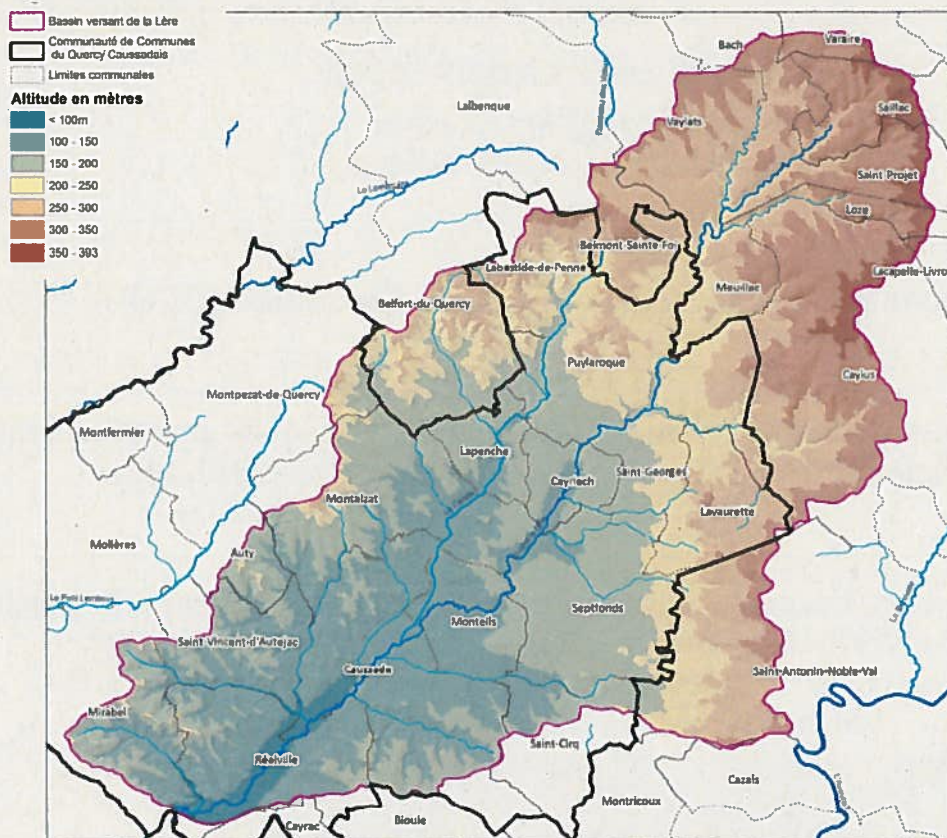 Bassin versant de la Lère
Communauté de Communes
du Quercy Caussadais
Limites communales
Altitude en mètres
< 100m
100 - 150
150 - 200
200 - 250
250 - 300
300 - 350
350 - 393
Bach
Varaire
Lalbenque
Saillac
Vaylats
Saint Projet
Loze
Belmont-Sainte-Fo
Labastide-de-Penne
Lacapelle-Livro
Mouillac
Belfort-du-Quercy
Puylaroque
Caylus
Montpezat-de-Quercy
Montfermier
Lapenche
Saint-Georges
Cayriech
Montalzat
Lavaurette
Molières
Auty
Septfonds
Monteils
Saint Vincent-d'Autejac
Caussade
Saint-Antonin-Noble-Val
Mirabel
Réalville
Saint-Cirq
Cazals
Montricoux
Bioule
Cayrac